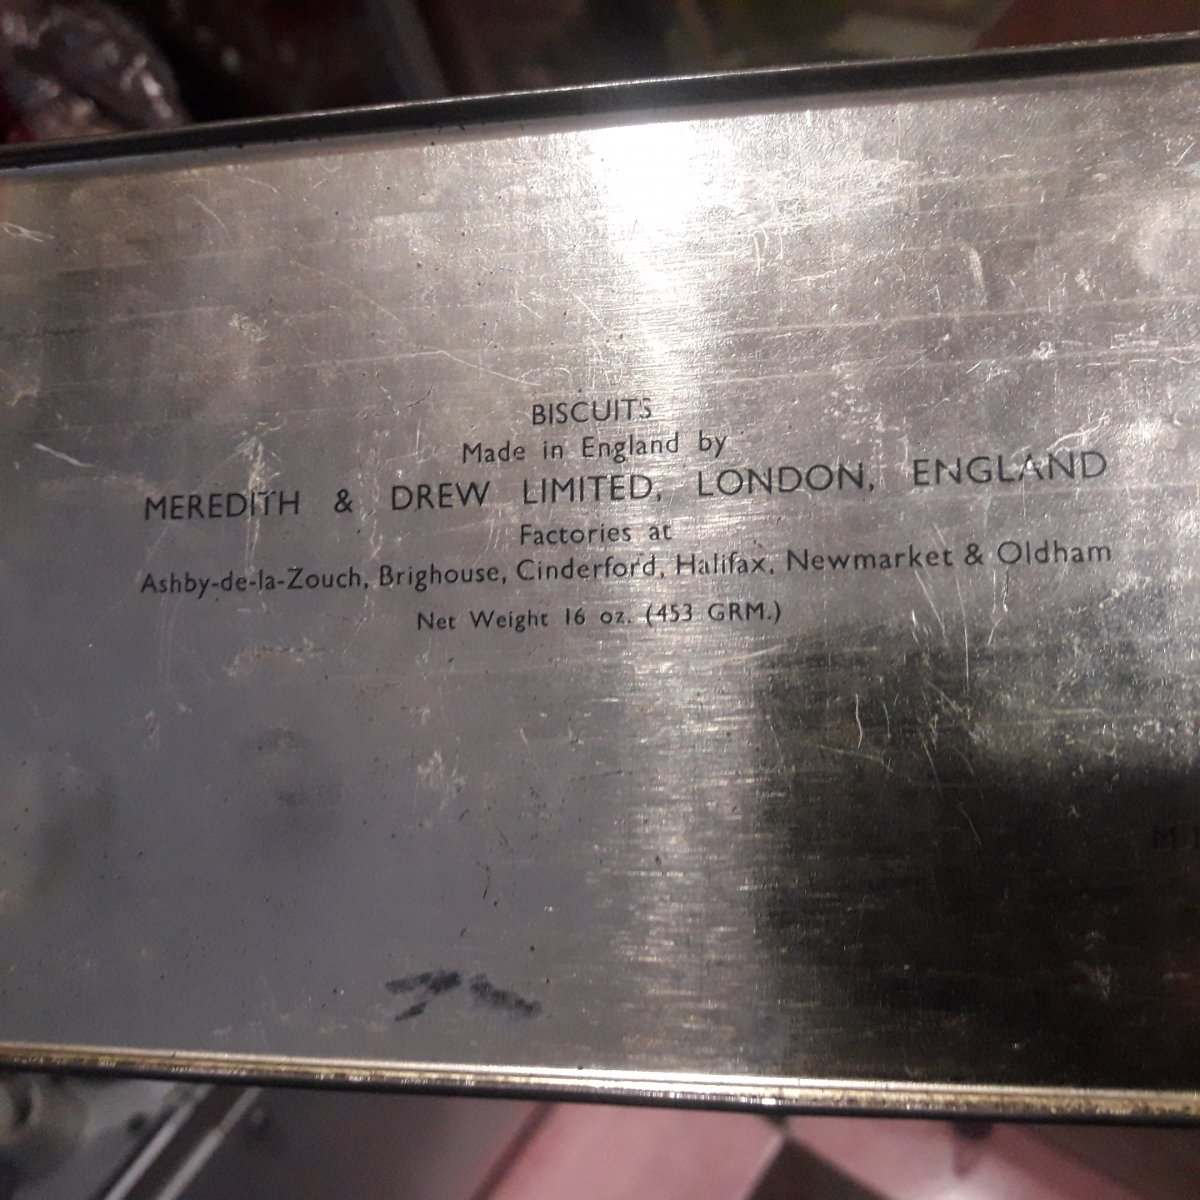 BISCUITS
Made in England by
MEREDITH & DREW LIMITED, LONDON, ENGLAND
Factories at
Ashby-de-la-Zouch, Brighouse, Cinderford, Halifax, Newmarket & Oldham
Net Weight 16 oz. (453 GRM.)